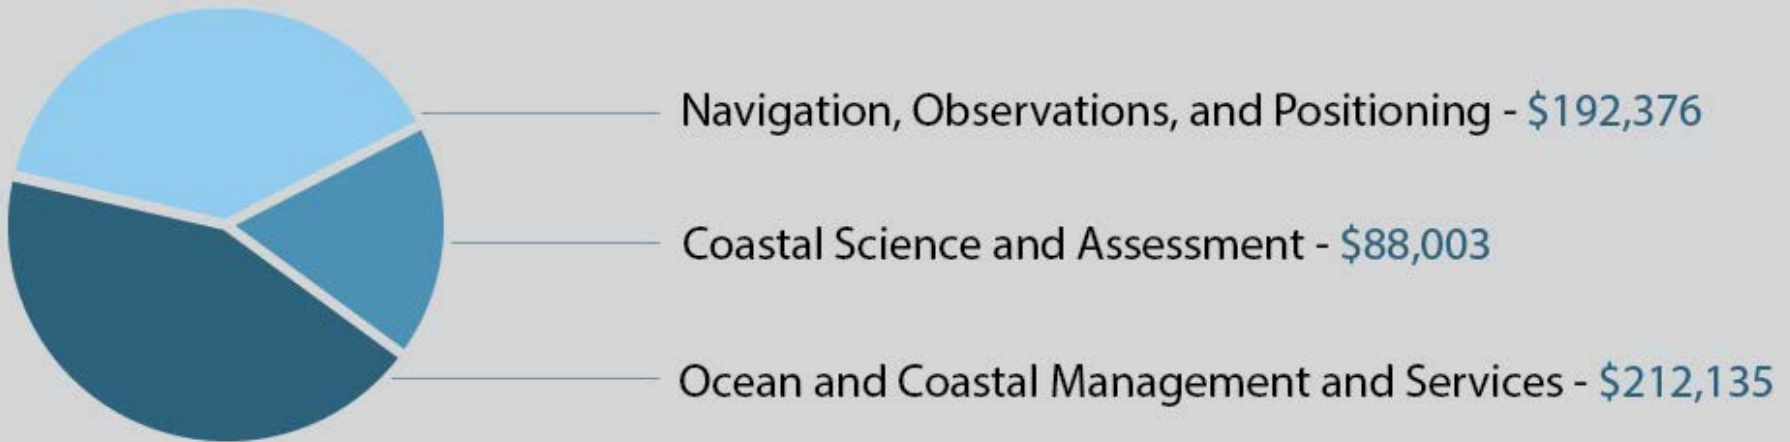 Navigation, Observations, and Positioning - $192,376
Coastal Science and Assessment - $88,003
Ocean and Coastal Management and Services - $212,135